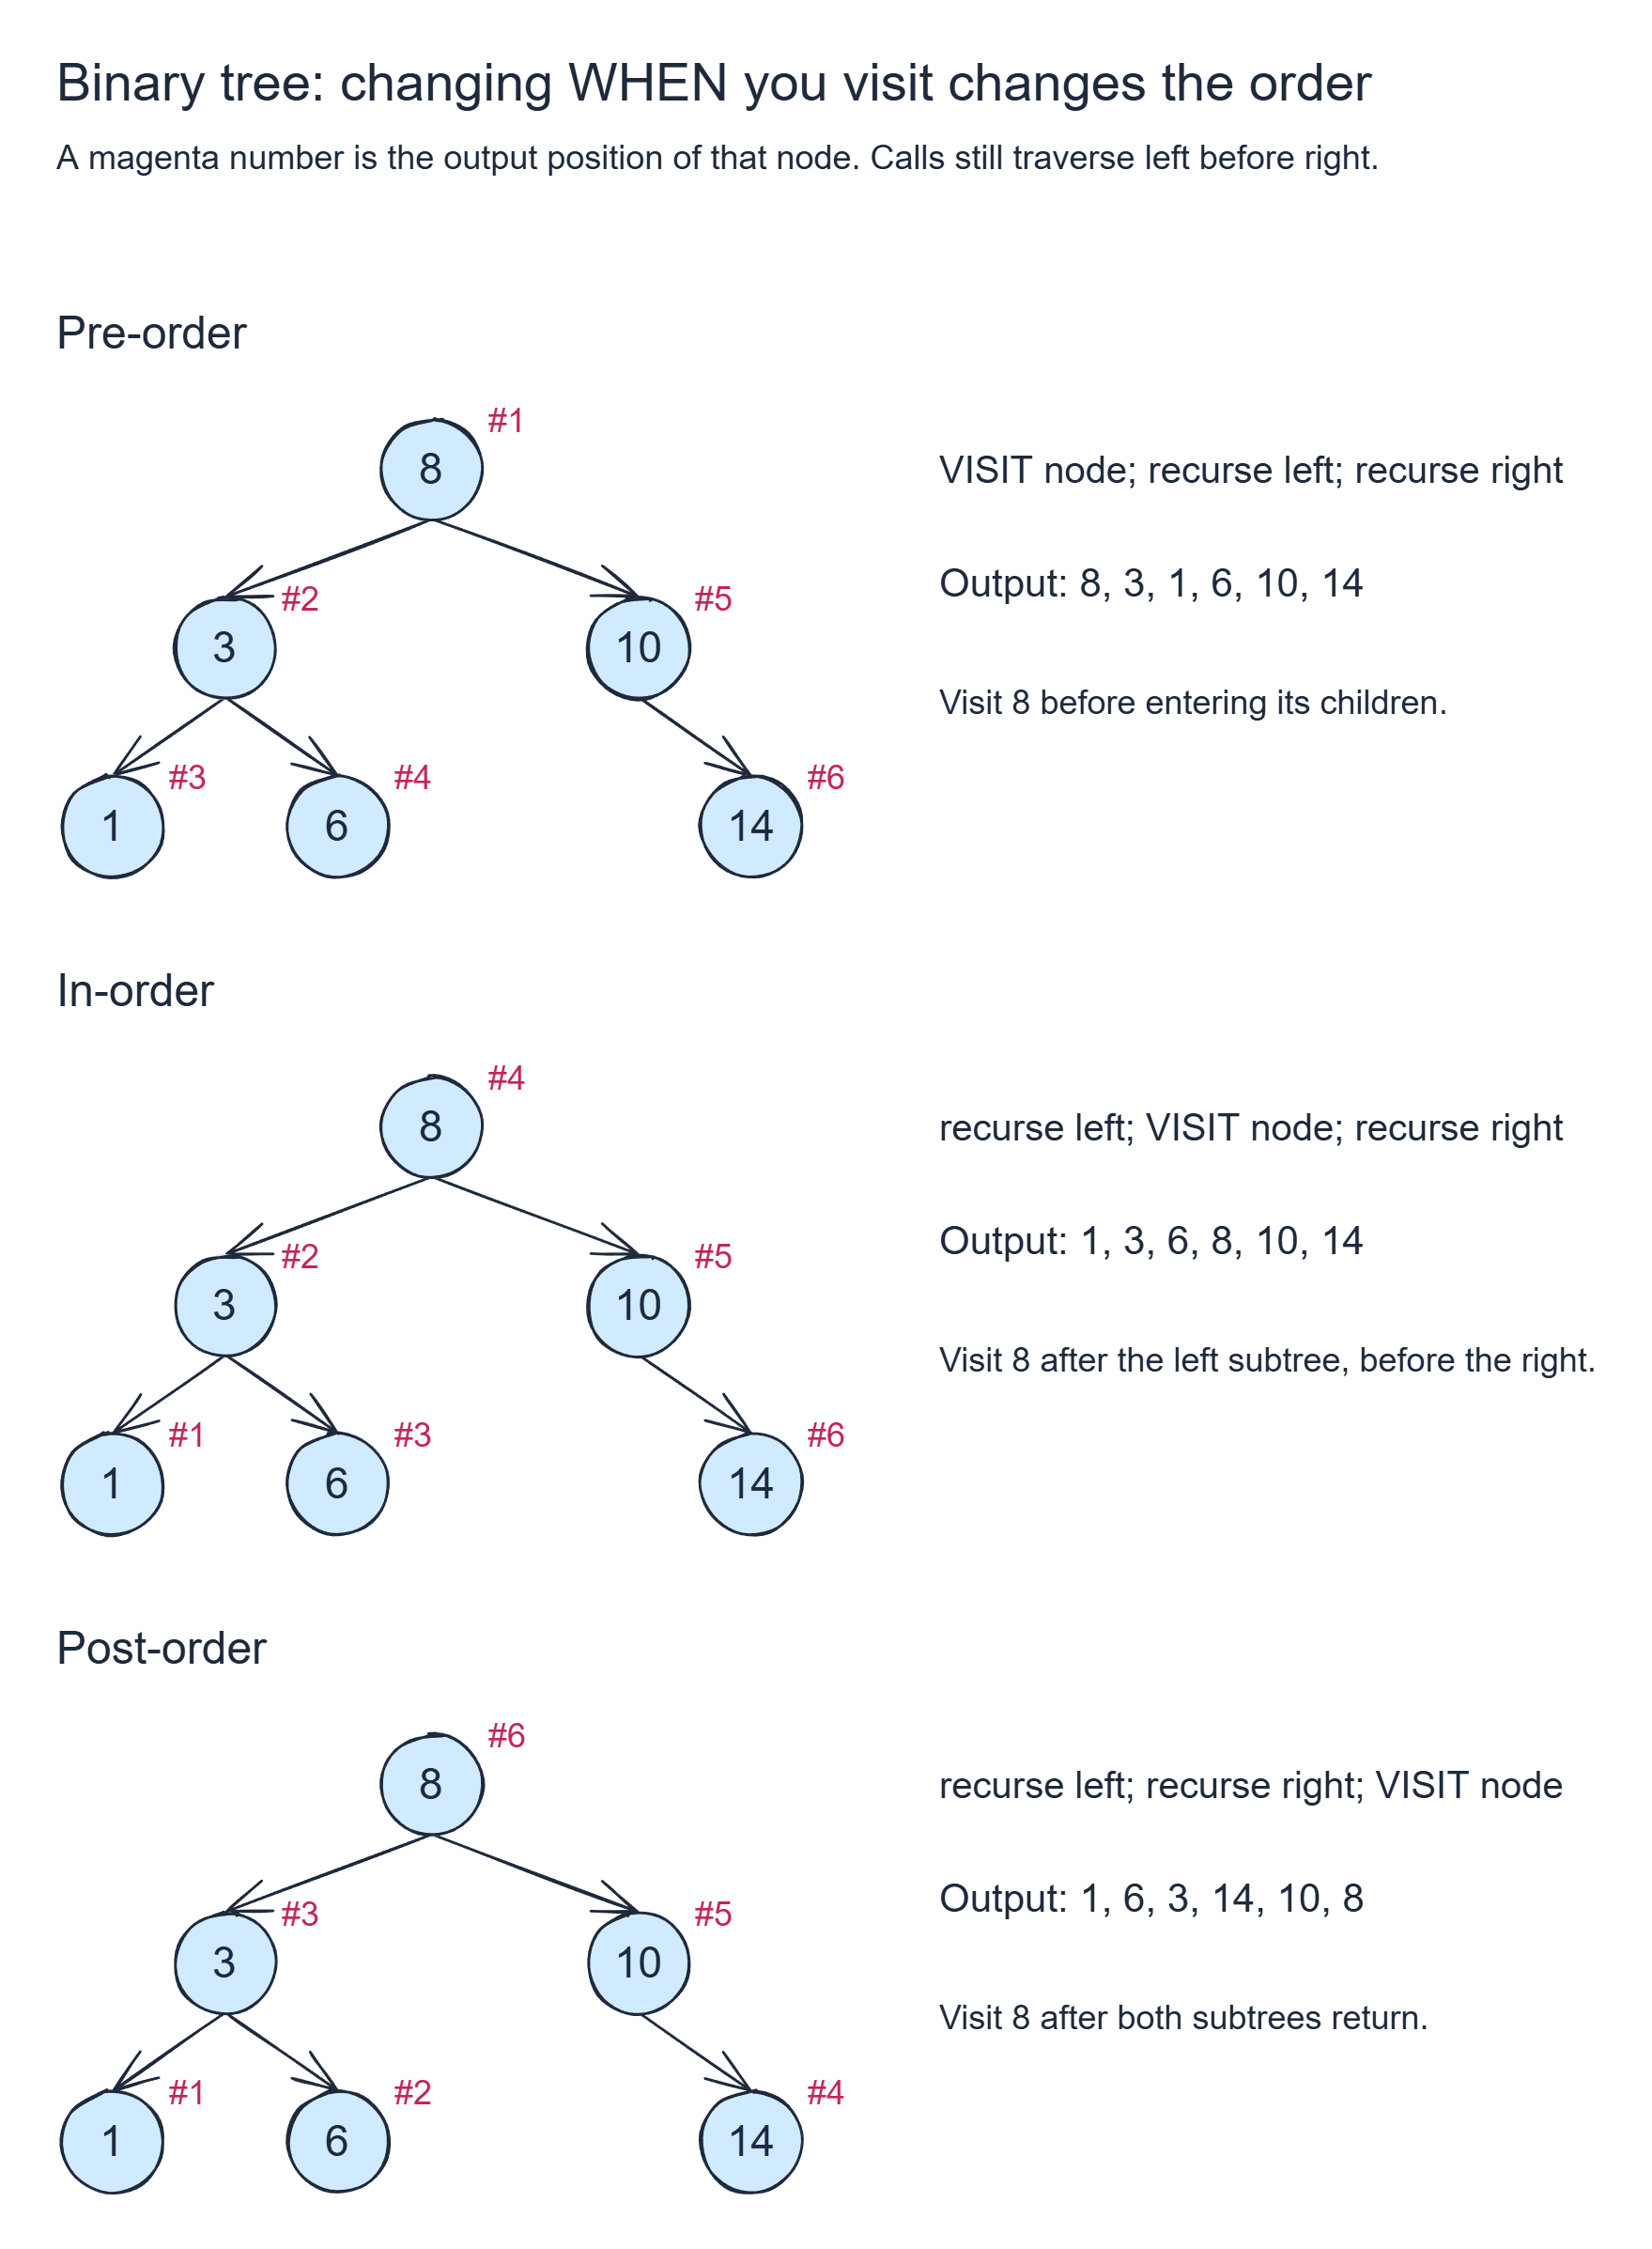 Binary tree: changing WHEN you visit changes the order
A magenta number is the output position of that node. Calls still traverse left before right.
Pre-order
#1
8
VISIT node; recurse left; recurse right
Output: 8, 3, 1, 6, 10, 14
#2
#5
3
10
Visit 8 before entering its children.
#3
#4
#6
1
6
14
In-order
#4
8
recurse left; VISIT node; recurse right
Output: 1, 3, 6, 8, 10, 14
#2
#5
3
10
Visit 8 after the left subtree, before the right.
#1
#3
#6
1
6
14
Post-order
#6
8
recurse left; recurse right; VISIT node
Output: 1, 6, 3, 14, 10, 8
#3
#5
3
10
Visit 8 after both subtrees return.
#1
#2
#4
1
6
14